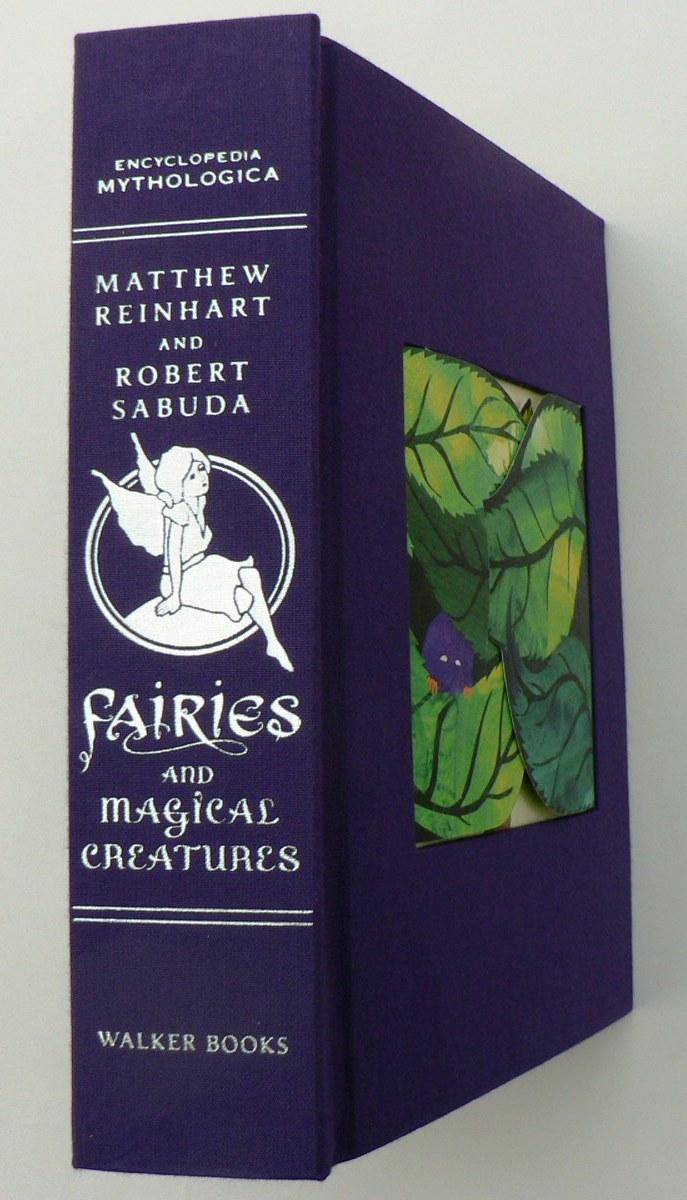 ENCYCLOPEDIA
MYTHOLOGICA
MATTHEW
REINHART
AND
ROBERT
SABUDA
FAIRIES
AND
MAGICAL
CREATURES
WALKER BOOKS